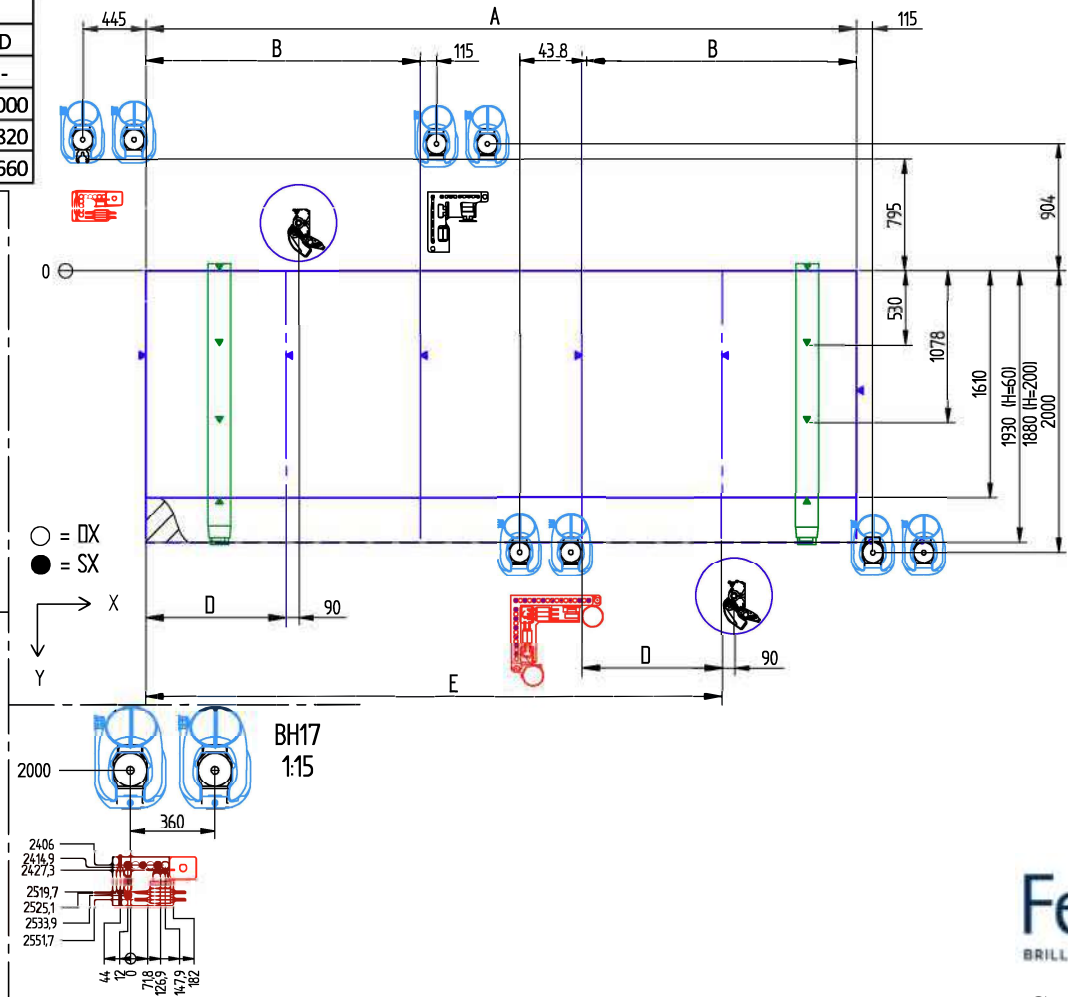 D
-
000
820
660
445
A
115
B
115
43.8
B
904
795
0
530
1078
1610
1930 (H=60)
1880 (H=200)
2000
○ = DX
● = SX
X
Y
D
90
D
90
E
BH17
1:15
2000
360
2406
2414,9
2427,3
2519,7
2525,1
2533,9
2551,7
44
12
0
71,8
126,9
147,9
182
Fe
BRILL